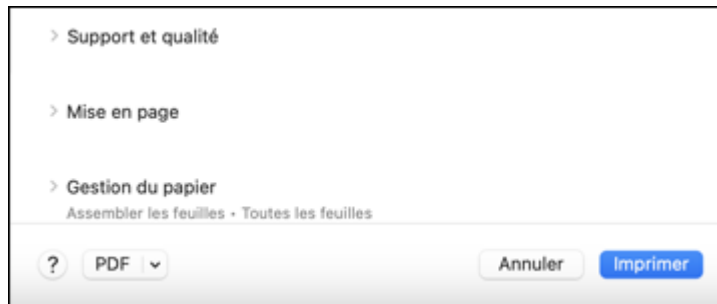 Support et qualité
Mise en page
Gestion du papier
Assembler les feuilles • Toutes les feuilles
? PDF Annuler Imprimer